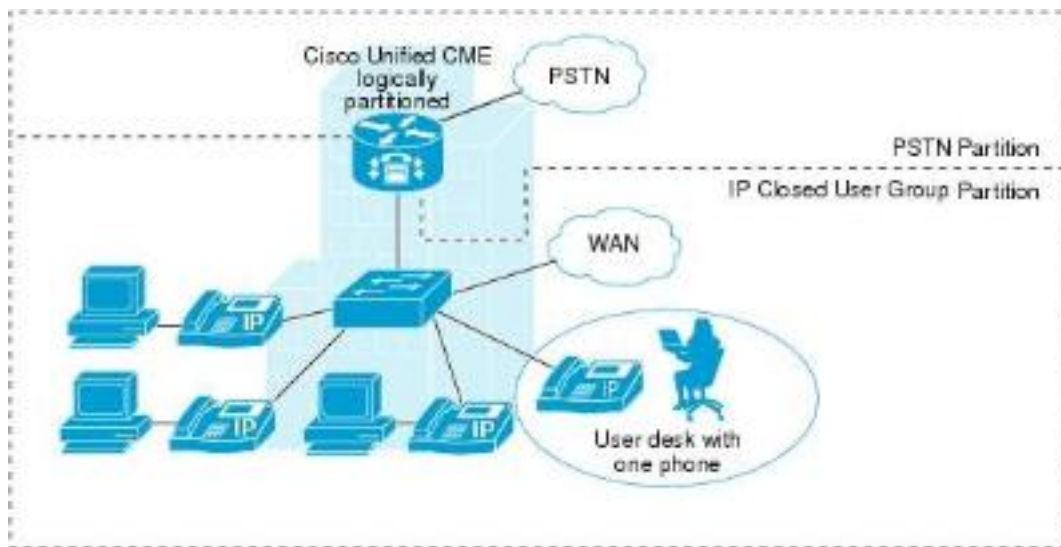 Cisco Unified CME
logically
partitioned
PSTN
PSTN Partition
IP Closed User Group Partition
WAN
IP
IP
IP
IP
User desk with
one phone